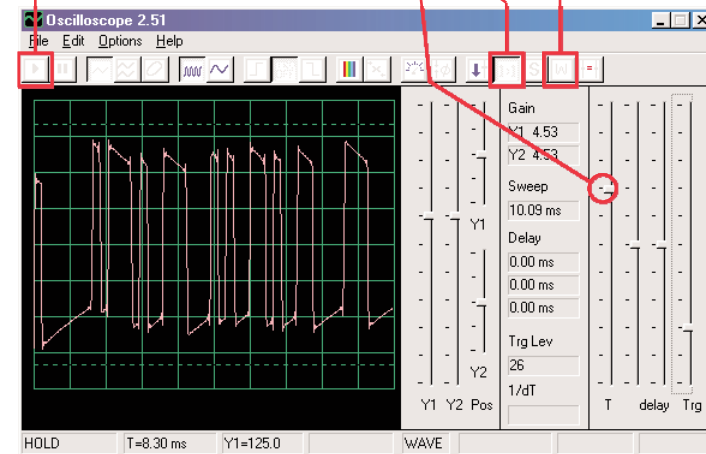 Oscilloscope 2.51
File Edit Options Help
Gain
Y1 4.53
Y2 4.53
Sweep
10.09 ms
Delay
0.00 ms
0.00 ms
0.00 ms
Trg Lev
26
1/dT
Y1
Y2
Y1 Y2 Pos
T delay Trg
HOLD T=8.30 ms Y1=125.0 WAVE